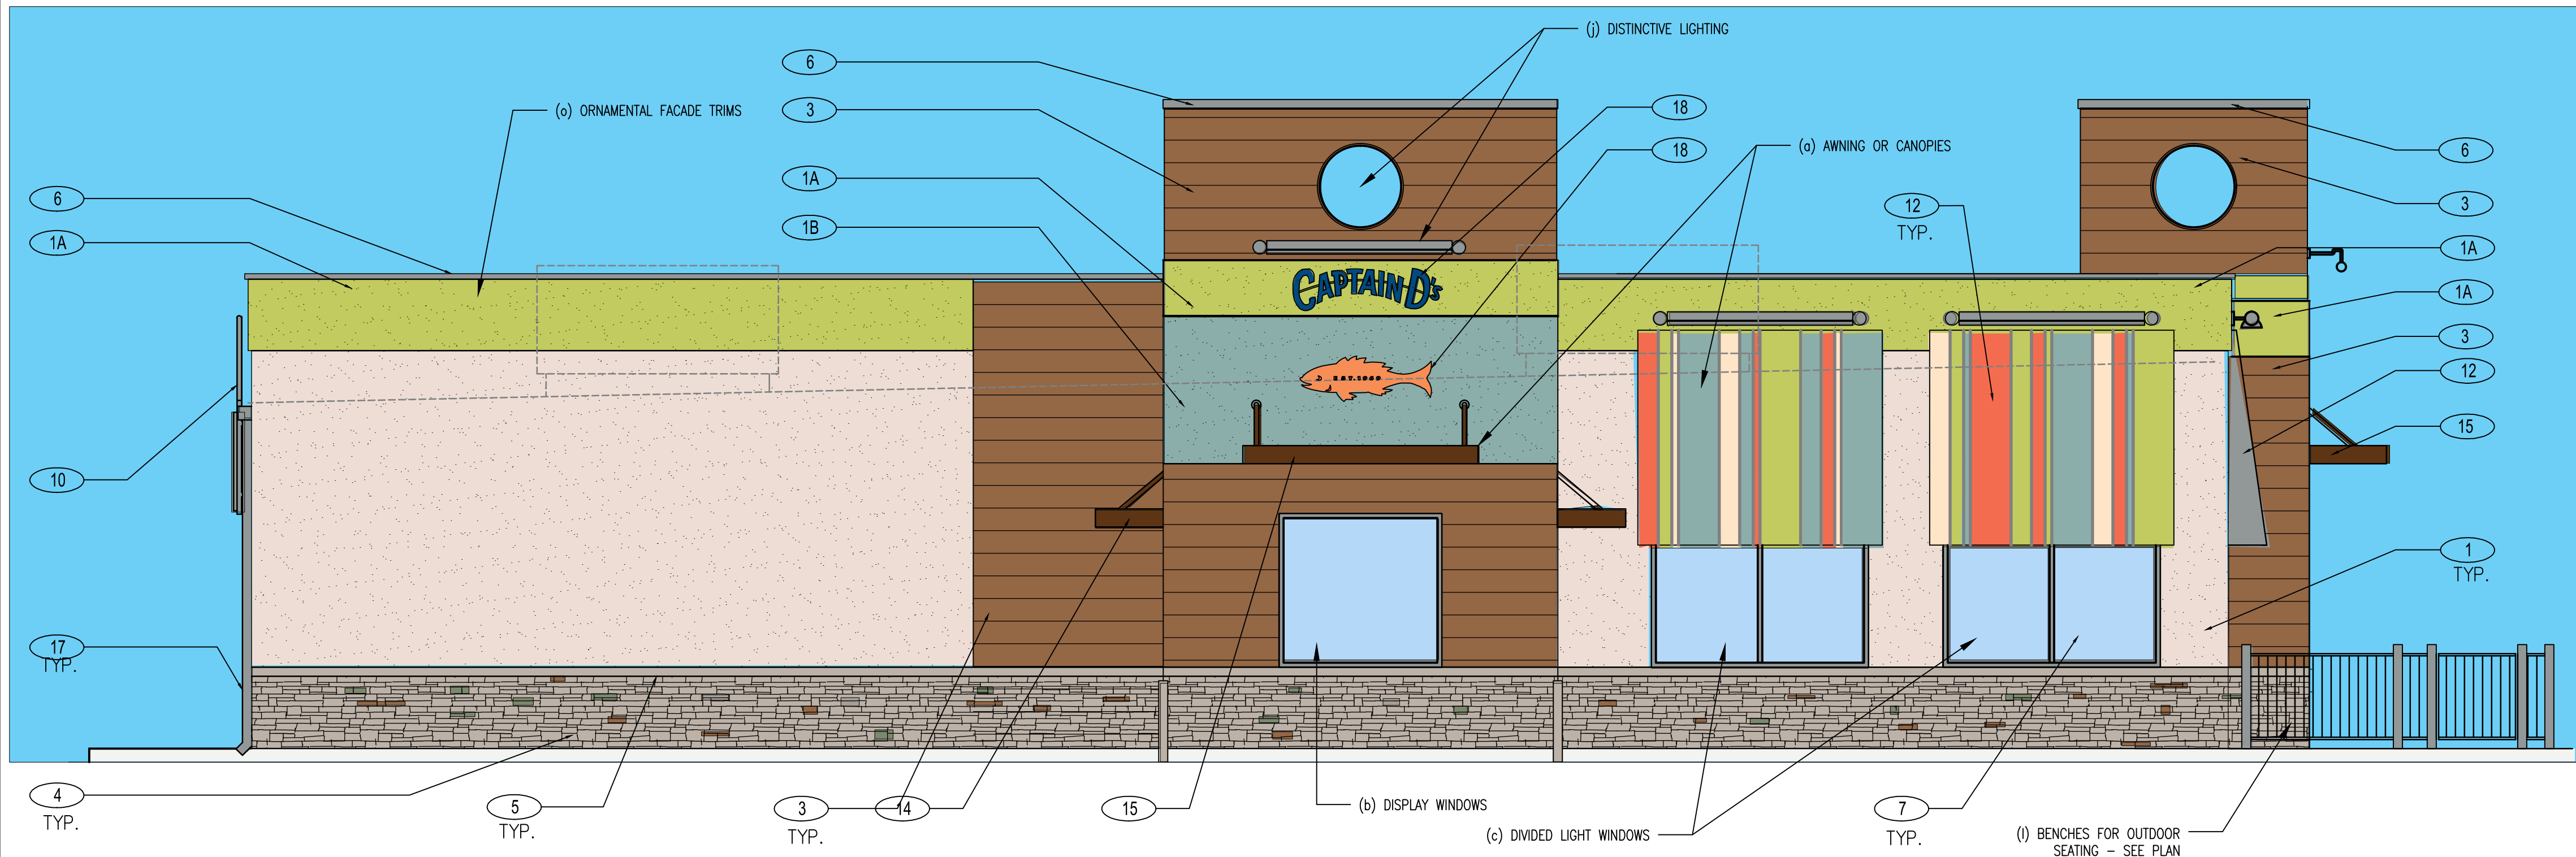 (j) DISTINCTIVE LIGHTING
6
(o) ORNAMENTAL FACADE TRIMS
3
18
(a) AWNING OR CANOPIES
18
6
1A
12
TYP.
3
6
1A
1B
1A
CAPTAIN D's
1A
3
EST. 1969
12
15
10
1
TYP.
17
TYP.
4
TYP.
5
TYP.
3
TYP.
14
15
(b) DISPLAY WINDOWS
(c) DIVIDED LIGHT WINDOWS
7
TYP.
(l) BENCHES FOR OUTDOOR
SEATING – SEE PLAN